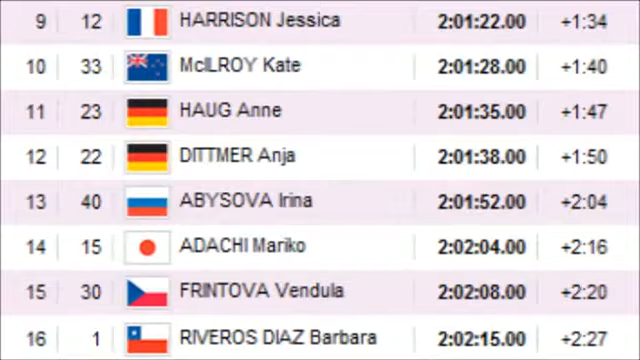 9 12 HARRISON Jessica 2:01:22.00 +1:34
10 33 McILROY Kate 2:01:28.00 +1:40
11 23 HAUG Anne 2:01:35.00 +1:47
12 22 DITTMER Anja 2:01:38.00 +1:50
13 40 ABYSOVA Irina 2:01:52.00 +2:04
14 15 ADACHI Mariko 2:02:04.00 +2:16
15 30 FRINTOVA Vendula 2:02:08.00 +2:20
16 1 RIVEROS DIAZ Barbara 2:02:15.00 +2:27